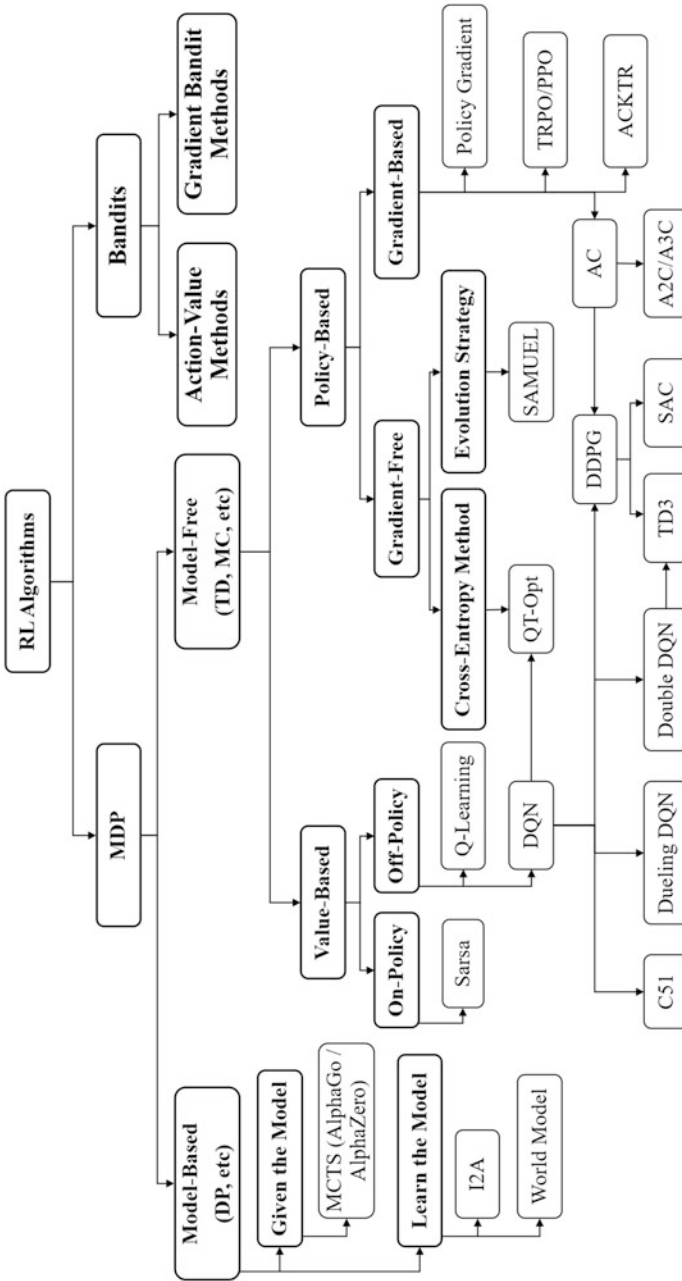 RL Algorithms
MDP
Bandits
Model-Based
(DP, etc)
Model-Free
(TD, MC, etc)
Action-Value
Methods
Gradient Bandit
Methods
Given the Model
MCTS (AlphaGo /
AlphaZero)
Learn the Model
I2A
World Model
Value-Based
Policy-Based
On-Policy
Off-Policy
Gradient-Free
Gradient-Based
Sarsa
Q-Learning
DQN
Cross-Entropy Method
Evolution Strategy
QT-Opt
SAMUEL
Policy Gradient
TRPO/PPO
ACKTR
DDPG
AC
C51
Dueling DQN
Double DQN
TD3
SAC
A2C/A3C